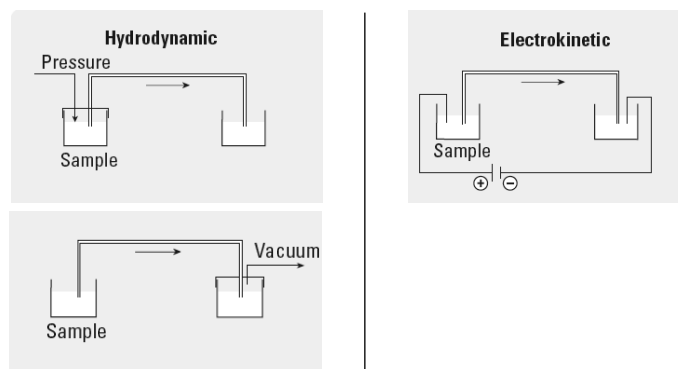 Hydrodynamic
Pressure
Sample
Vacuum
Sample
Electrokinetic
Sample
+ −